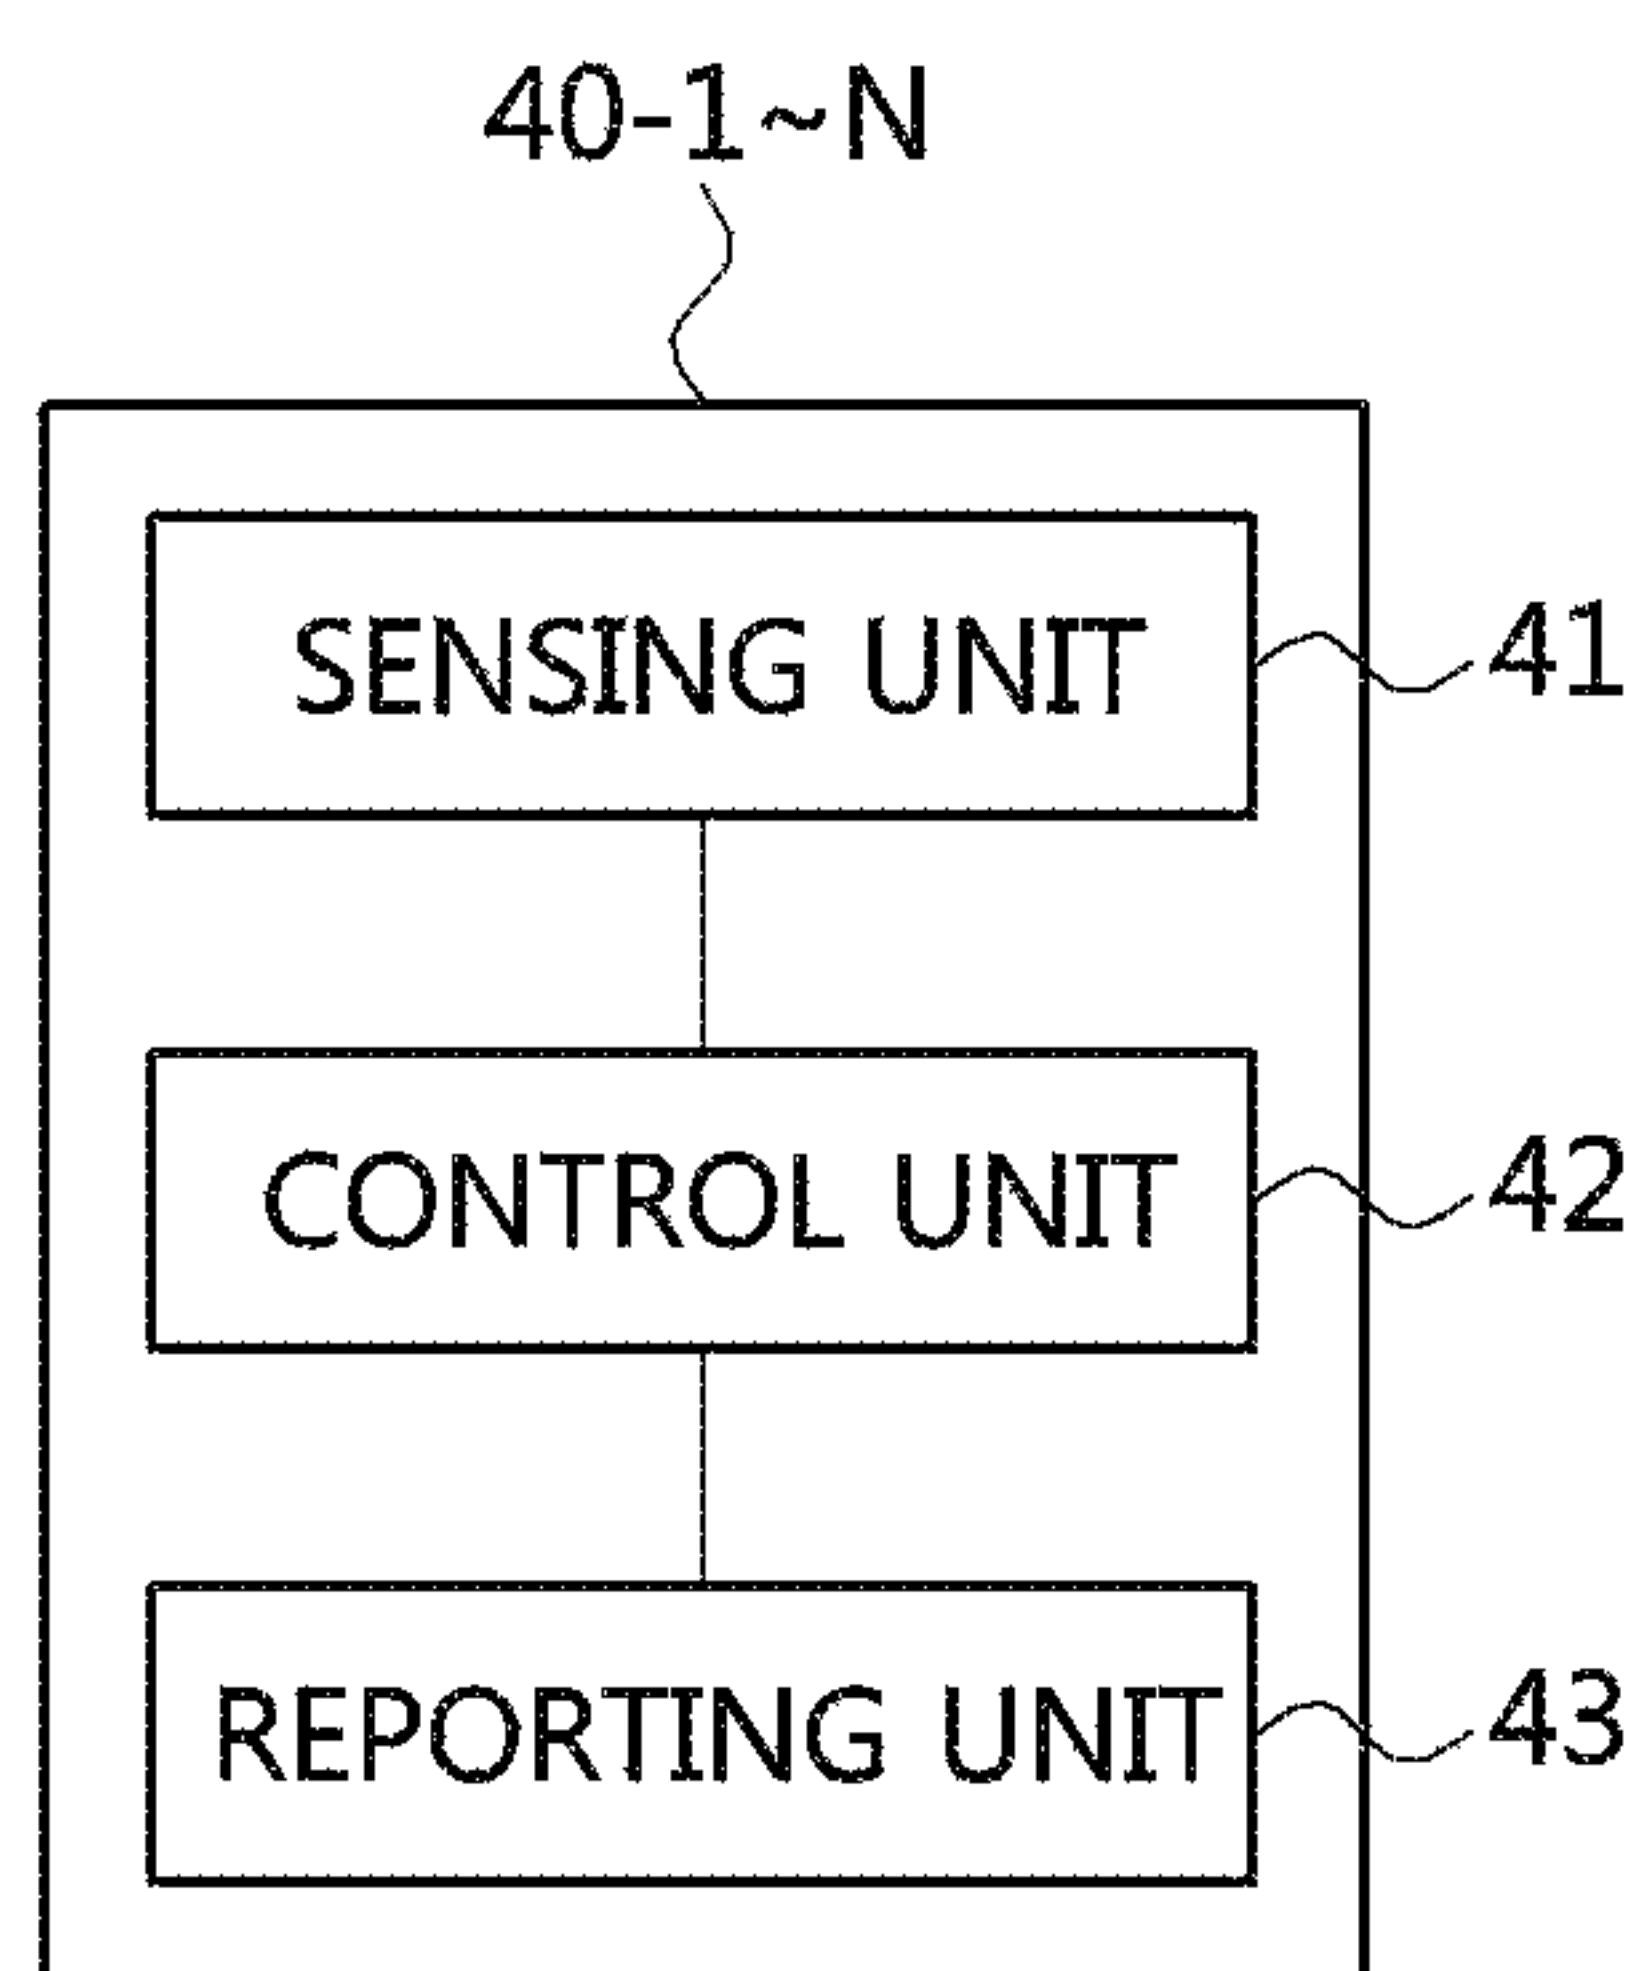 40-1~N
SENSING UNIT
41
CONTROL UNIT
42
REPORTING UNIT
43